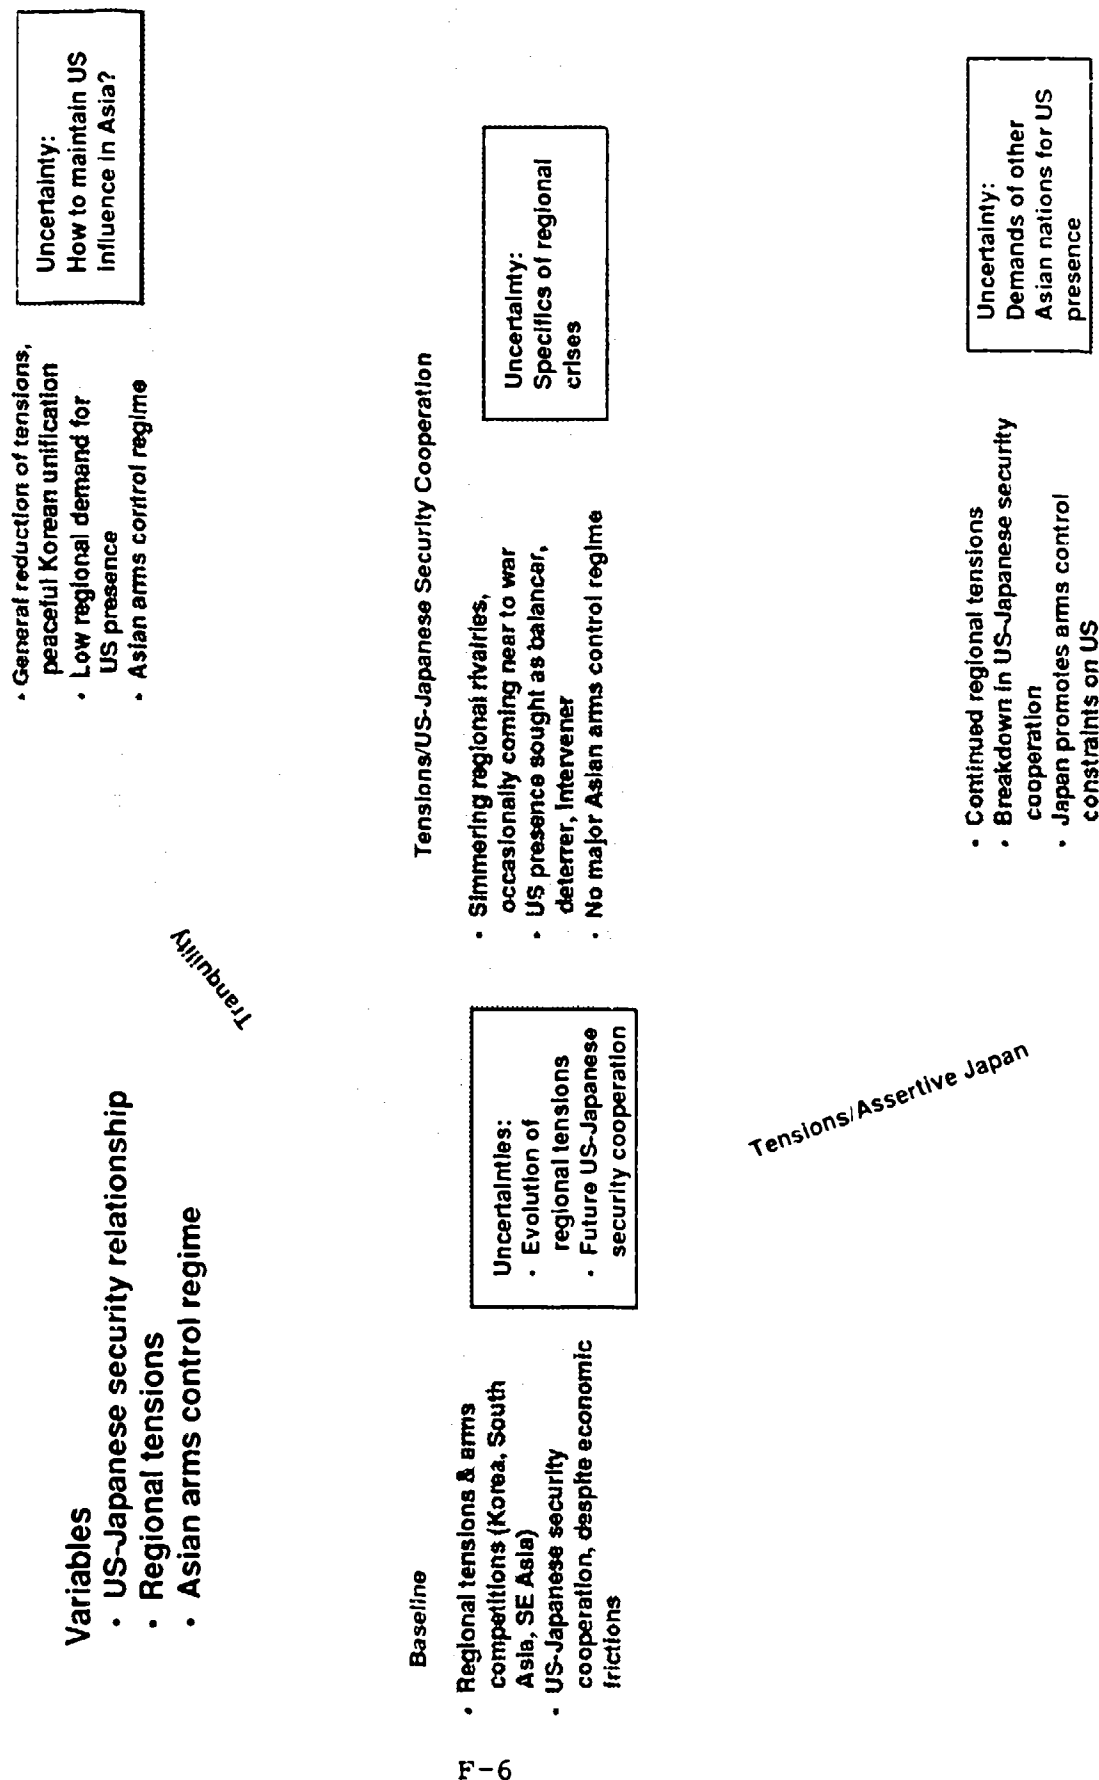 Variables
• US-Japanese security relationship
• Regional tensions
• Asian arms control regime
Tranquility
• General reduction of tensions,
peaceful Korean unification
• Low regional demand for
US presence
• Asian arms control regime
Uncertainty:
How to maintain US
influence in Asia?
Baseline
• Regional tensions & arms
competitions (Korea, South
Asia, SE Asia)
• US-Japanese security
cooperation, despite economic
frictions
Uncertainties:
• Evolution of
regional tensions
• Future US-Japanese
security cooperation
Tensions/US-Japanese Security Cooperation
• Simmering regional rivalries,
occasionally coming near to war
• US presence sought as balancer,
deterrer, intervener
• No major Asian arms control regime
Uncertainty:
Specifics of regional
crises
Tensions/Assertive Japan
• Continued regional tensions
• Breakdown in US-Japanese security
cooperation
• Japan promotes arms control
constraints on US
Uncertainty:
Demands of other
Asian nations for US
presence
E-6